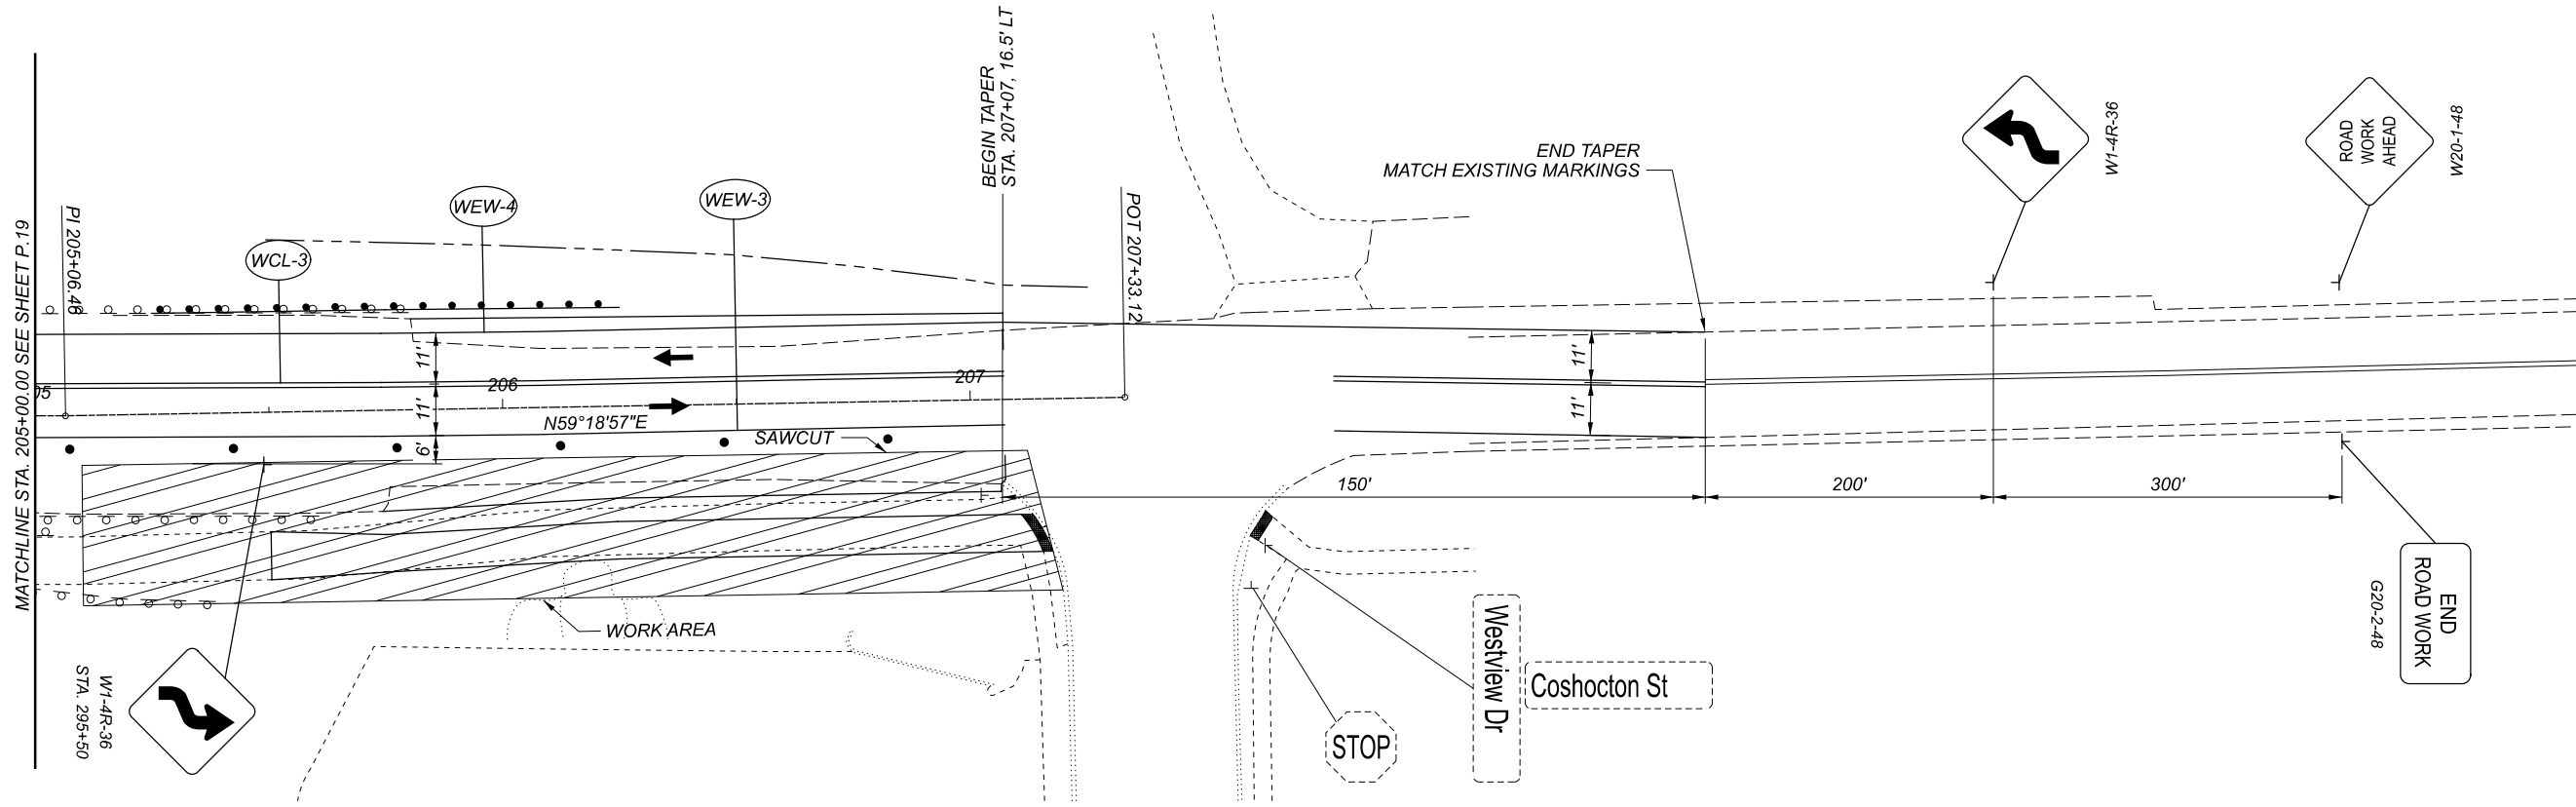 MATCHLINE STA. 205+00.00 SEE SHEET P.19
PI 205+06.46
05
WCL-3
WEW-4
WEW-3
BEGIN TAPER
STA. 207+07, 16.5' LT
POT 207+33.12
END TAPER
MATCH EXISTING MARKINGS
W1-4R-36
ROAD
WORK
AHEAD
W20-1-48
11'
11'
6'
206
207
N59°18'57"E
SAWCUT
11'
11'
150'
200'
300'
WORK AREA
W1-4R-36
STA. 295+50
STOP
Westview Dr
Coshocton St
END
ROAD WORK
G20-2-48